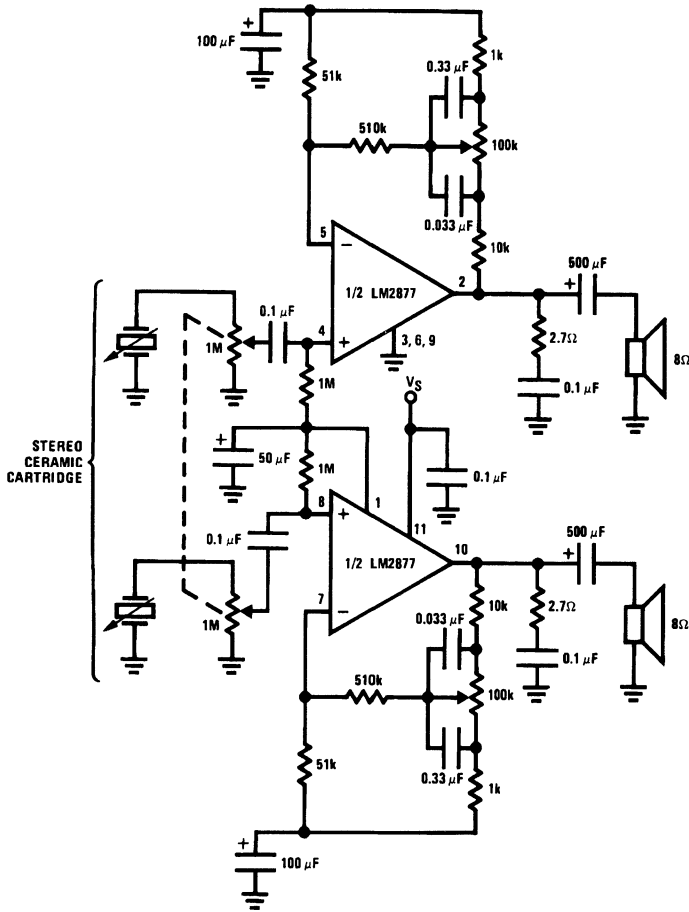 +
100 µF
51k
1k
0.33 µF
510k
100k
0.033 µF
10k
5
−
1/2 LM2877
2
+
500 µF
0.1 µF
4
+
3, 6, 9
2.7Ω
8Ω
1M
1M
0.1 µF
VS
STEREO
CERAMIC
CARTRIDGE
+
50 µF
1M
0.1 µF
1
8
+
11
0.1 µF
1/2 LM2877
10
+
500 µF
7
−
10k
2.7Ω
8Ω
1M
0.033 µF
0.1 µF
510k
100k
51k
0.33 µF
1k
+
100 µF